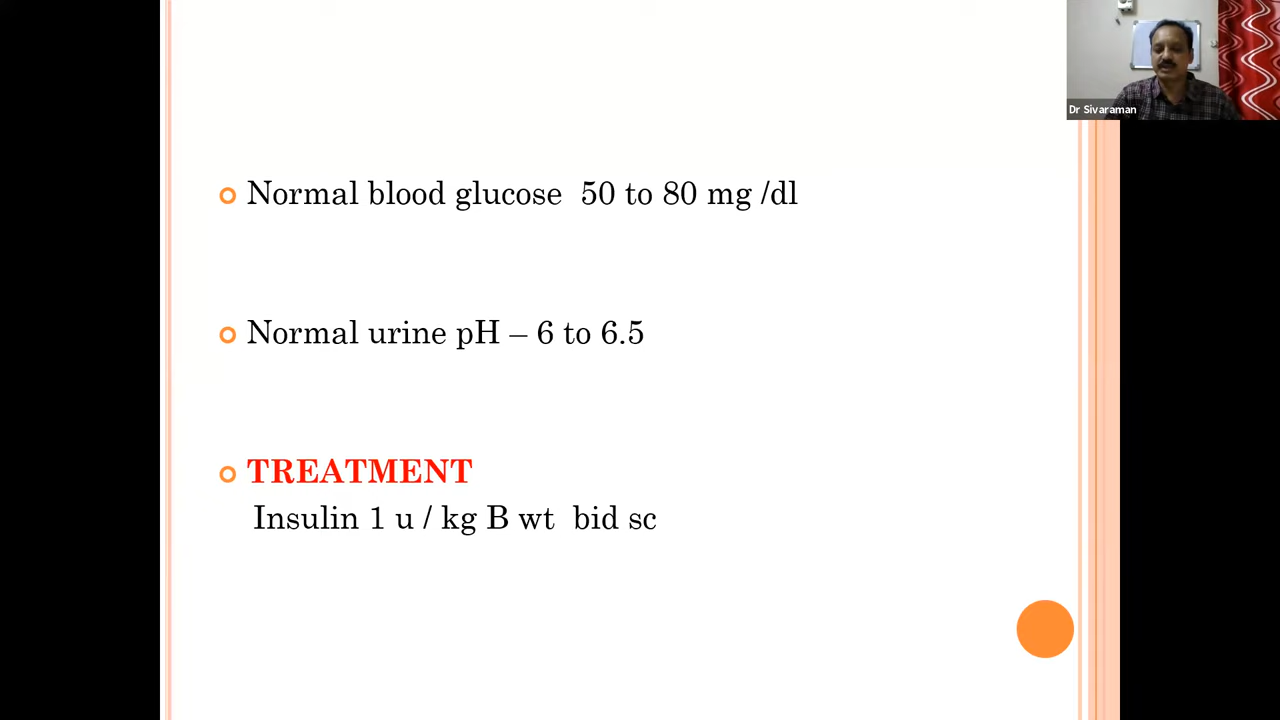 Dr Sivaraman
Normal blood glucose 50 to 80 mg /dl
Normal urine pH – 6 to 6.5
TREATMENT
Insulin 1 u / kg B wt bid sc